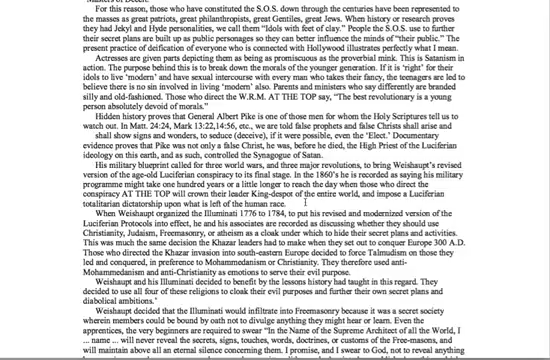 For this reason, those who have constituted the S.O.S. down through the centuries have been represented to
the masses as great patriots, great philanthropists, great Gentiles, great Jews. When history or research proves
they had Jekyll and Hyde personalities, we call them "Idols with feet of clay." People the S.O.S. use to further
their secret plans are built up as public personages so they can better influence the minds of "their public." The
present practice of deification of everyone who is connected with Hollywood illustrates perfectly what I mean.
Actresses are given parts depicting them as being as promiscuous as the proverbial mink. This is Satanism in
action. The purpose behind this is to break down the morals of the younger generation. If it is 'right' for their
idols to live 'modern' and have sexual intercourse with every man who takes their fancy, the teenagers are led to
believe there is no sin involved in living 'modern' also. Parents and ministers who say differently are branded
silly and old-fashioned. Those who direct the W.R.M. AT THE TOP say, "The best revolutionary is a young
person absolutely devoid of morals."
Hidden history proves that General Albert Pike is one of those men for whom the Holy Scriptures tell us to
watch out. In Matt. 24:24, Mark 13:22,14:56, etc., we are told false prophets and false Christs shall arise and
shall show signs and wonders, to seduce (deceive), if it were possible, even the 'Elect.' Documentary
evidence proves that Pike was not only a false Christ, he was, before he died, the High Priest of the Luciferian
ideology on this earth, and as such, controlled the Synagogue of Satan.
His military blueprint called for three world wars, and three major revolutions, to bring Weishaupt's revised
version of the age-old Luciferian conspiracy to its final stage. In the 1860's he is recorded as saying his military
programme might take one hundred years or a little longer to reach the day when those who direct the
conspiracy AT THE TOP will crown their leader King-despot of the entire world, and impose a Luciferian
totalitarian dictatorship upon what is left of the human race.
When Weishaupt organized the Illuminati 1776 to 1784, to put his revised and modernized version of the
Luciferian Protocols into effect, he and his associates are recorded as discussing whether they should use
Christianity, Judaism, Freemasonry, or atheism as a cloak under which to hide their secret plans and activities.
This was much the same decision the Khazar leaders had to make when they set out to conquer Europe 300 A.D.
Those who directed the Khazar invasion into south-eastern Europe decided to force Talmudism on those they
led and conquered, in preference to Mohammedanism or Christianity. They therefore used anti-
Mohammedanism and anti-Christianity as emotions to serve their evil purpose.
Weishaupt and his Illuminati decided to benefit by the lessons history had taught in this regard. They
decided to use all four of these religions to cloak their evil purposes and further their own secret plans and
diabolical ambitions.'
Weishaupt decided that the Illuminati would infiltrate into Freemasonry because it was a secret society
wherein members could be bound by oath not to divulge anything they might hear or learn. Even the
apprentices, the very beginners are required to swear "In the Name of the Supreme Architect of all the World, I
... name ... will never reveal the secrets, signs, touches, words, doctrines, or customs of the Free-masons, and
will maintain above all an eternal silence concerning them. I promise, and I swear to God, not to reveal anything